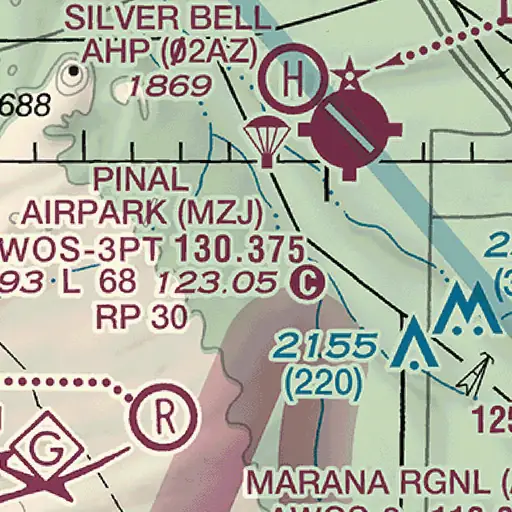 SILVER BELL
AHP (Ø2AZ)
1869
H
688
PINAL
AIRPARK (MZJ)
WOS-3PT 130.375
93 L 68 123.05 C
RP 30
2155
(220)
R
G
125
MARANA RGNL (